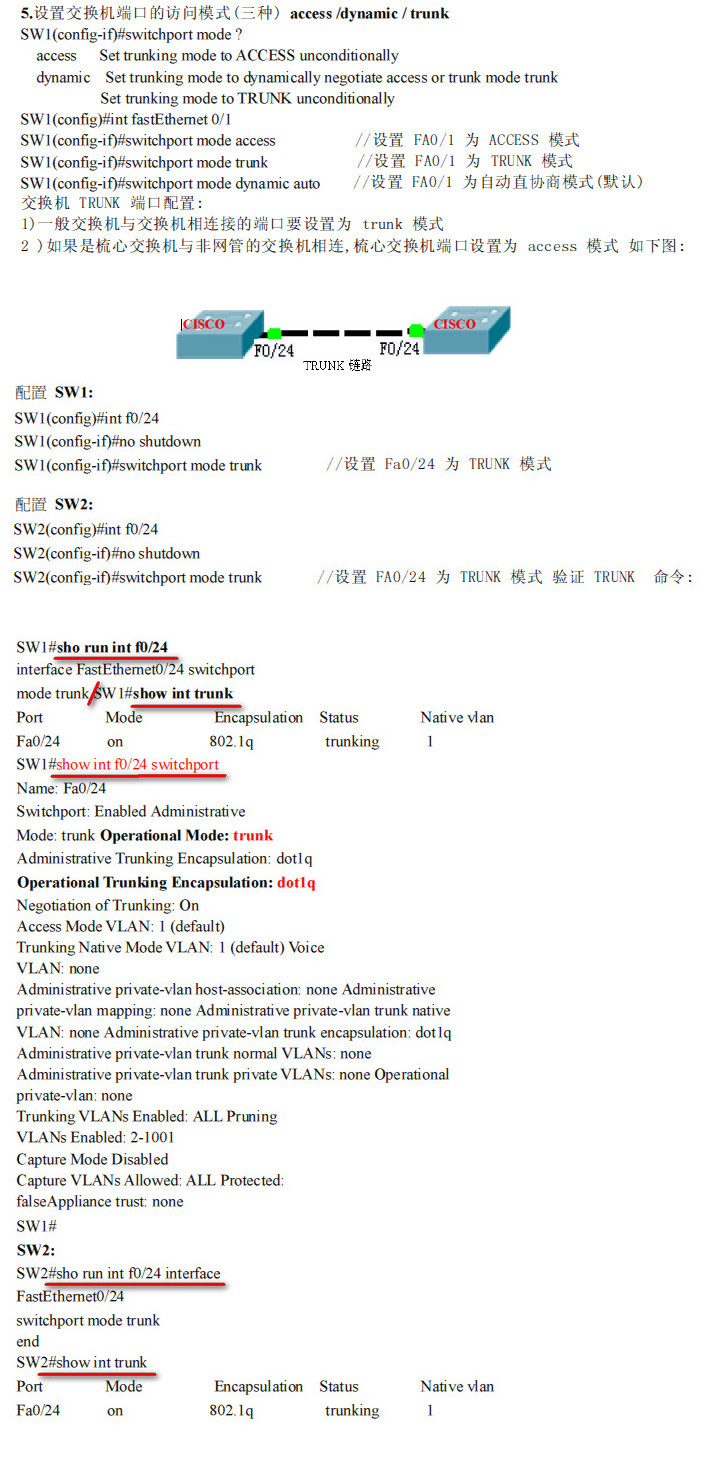 5.设置交换机端口的访问模式(三种) access /dynamic / trunk
SW1(config-if)#switchport mode ?
access Set trunking mode to ACCESS unconditionally
dynamic Set trunking mode to dynamically negotiate access or trunk mode trunk
Set trunking mode to TRUNK unconditionally
SW1(config)#int fastEthernet 0/1
SW1(config-if)#switchport mode access //设置 FA0/1 为 ACCESS 模式
SW1(config-if)#switchport mode trunk //设置 FA0/1 为 TRUNK 模式
SW1(config-if)#switchport mode dynamic auto //设置 FA0/1 为自动直协商模式(默认)
交换机 TRUNK 端口配置:
1)一般交换机与交换机相连接的端口要设置为 trunk 模式
2 )如果是梳心交换机与非网管的交换机相连,梳心交换机端口设置为 access 模式 如下图:
CISCO CISCO
F0/24 F0/24
TRUNK 链路
配置 SW1:
SW1(config)#int f0/24
SW1(config-if)#no shutdown
SW1(config-if)#switchport mode trunk //设置 Fa0/24 为 TRUNK 模式
配置 SW2:
SW2(config)#int f0/24
SW2(config-if)#no shutdown
SW2(config-if)#switchport mode trunk //设置 FA0/24 为 TRUNK 模式 验证 TRUNK 命令:
SW1#sho run int f0/24
interface FastEthernet0/24 switchport
mode trunk SW1#show int trunk
Port Mode Encapsulation Status Native vlan
Fa0/24 on 802.1q trunking 1
SW1#show int f0/24 switchport
Name: Fa0/24
Switchport: Enabled Administrative
Mode: trunk Operational Mode: trunk
Administrative Trunking Encapsulation: dot1q
Operational Trunking Encapsulation: dot1q
Negotiation of Trunking: On
Access Mode VLAN: 1 (default)
Trunking Native Mode VLAN: 1 (default) Voice
VLAN: none
Administrative private-vlan host-association: none Administrative
private-vlan mapping: none Administrative private-vlan trunk native
VLAN: none Administrative private-vlan trunk encapsulation: dot1q
Administrative private-vlan trunk normal VLANs: none
Administrative private-vlan trunk private VLANs: none Operational
private-vlan: none
Trunking VLANs Enabled: ALL Pruning
VLANs Enabled: 2-1001
Capture Mode Disabled
Capture VLANs Allowed: ALL Protected:
falseAppliance trust: none
SW1#
SW2:
SW2#sho run int f0/24 interface
FastEthernet0/24
switchport mode trunk
end
SW2#show int trunk
Port Mode Encapsulation Status Native vlan
Fa0/24 on 802.1q trunking 1